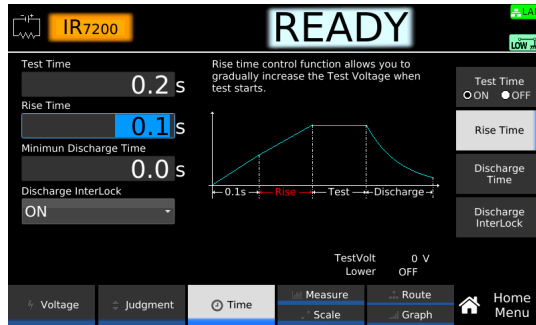 IR7200
READY
LAN
LOW
Test Time
0.2 s
Rise Time
0.1 s
Minimun Discharge Time
0.0 s
Discharge InterLock
ON
Rise time control function allows you to
gradually increase the Test Voltage when
test starts.
0.1s
Rise
Test
Discharge
TestVolt 0 V
Lower OFF
Test Time
ON OFF
Rise Time
Discharge
Time
Discharge
InterLock
Voltage
Judgment
Time
Measure
Scale
Route
Graph
Home
Menu